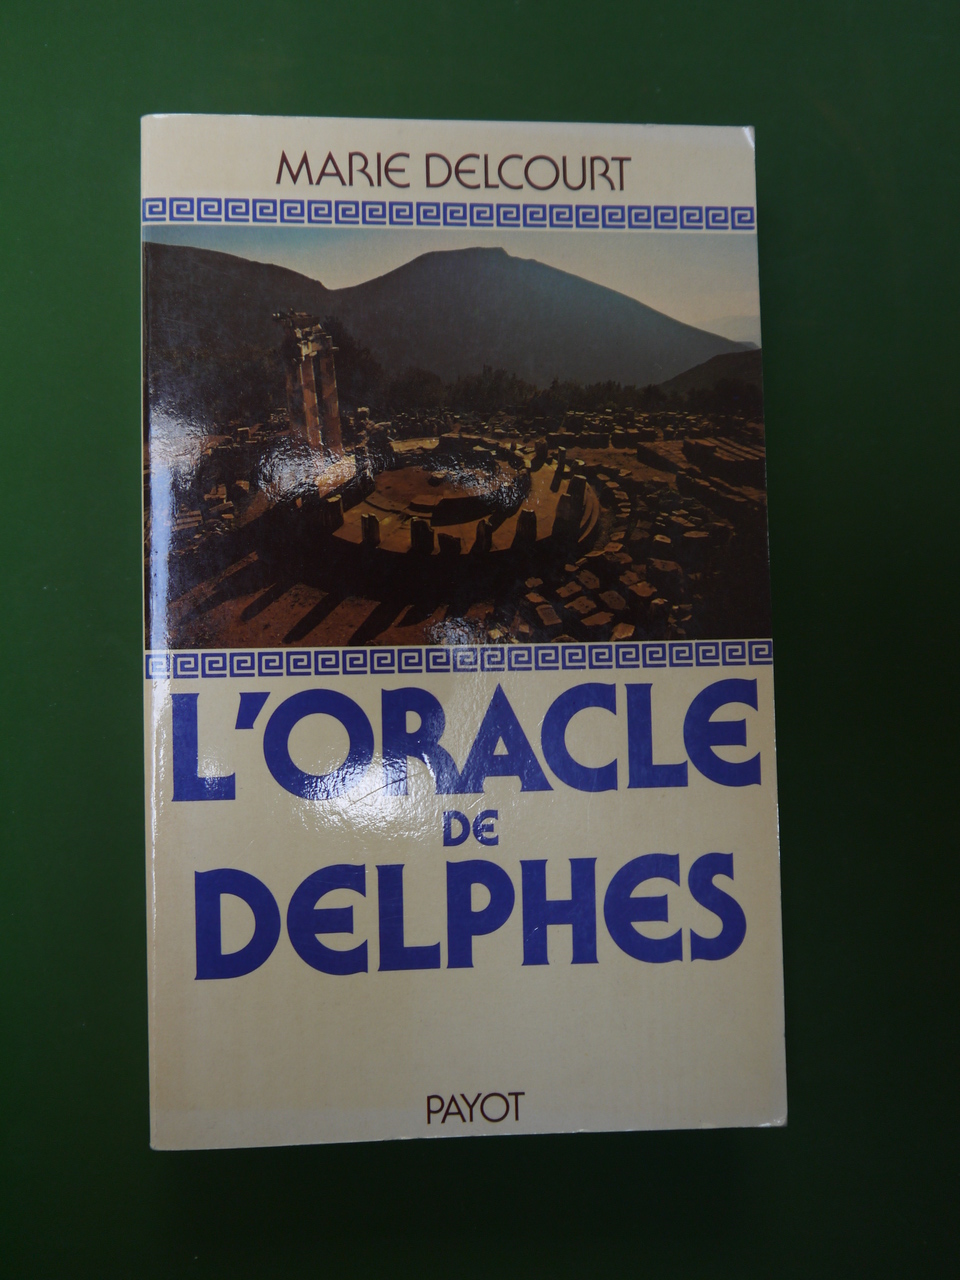 MARIE DELCOURT
L'ORACLE
DE
DELPHES
PAYOT